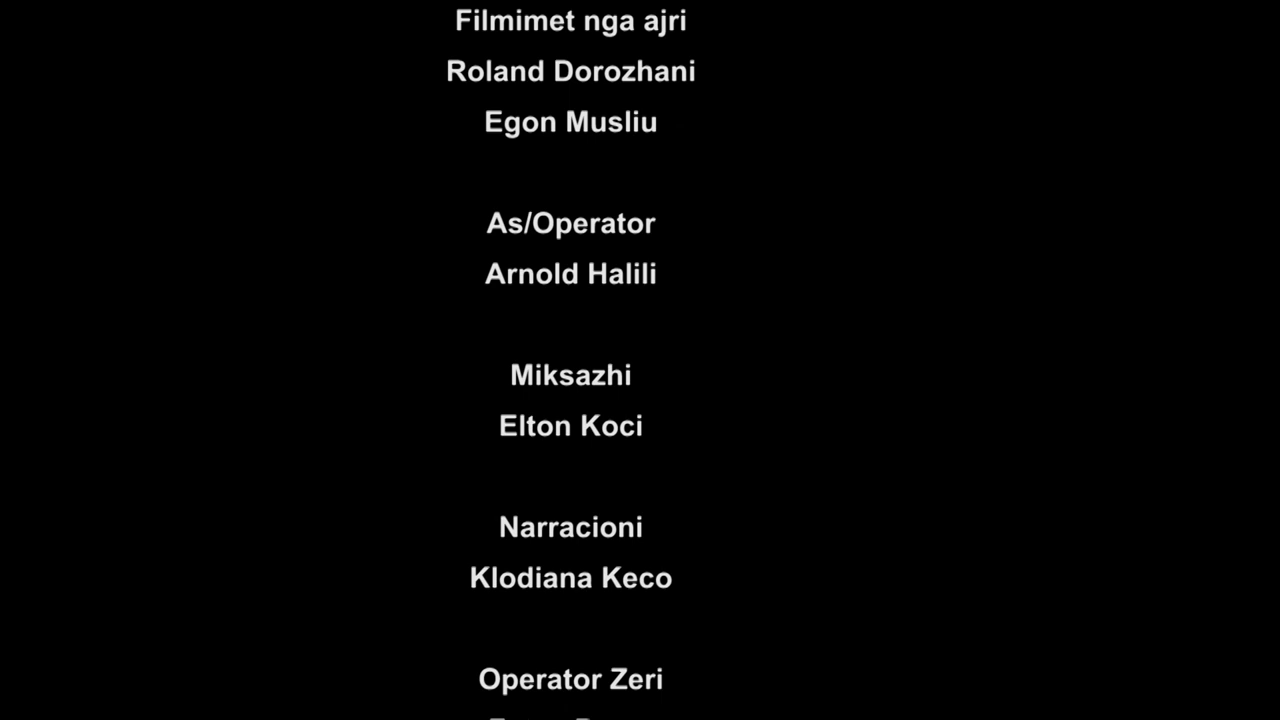 Filmimet nga ajri
Roland Dorozhani
Egon Musliu
As/Operator
Arnold Halili
Miksazhi
Elton Koci
Narracioni
Klodiana Keco
Operator Zeri